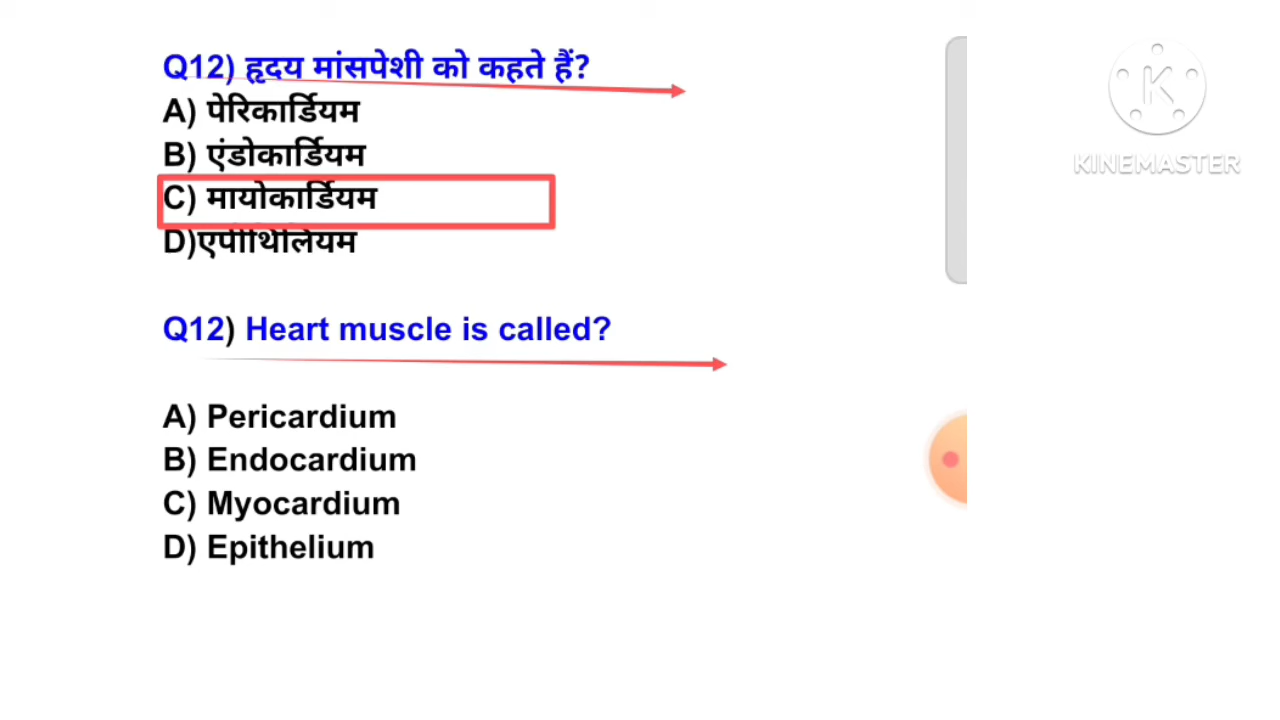 Q12) हृदय मांसपेशी को कहते हैं?
A) पेरिकार्डियम
B) एंडोकार्डियम
C) मायोकार्डियम
D)एपीथिलियम
Q12) Heart muscle is called?
A) Pericardium
B) Endocardium
C) Myocardium
D) Epithelium
K
KINEMASTER